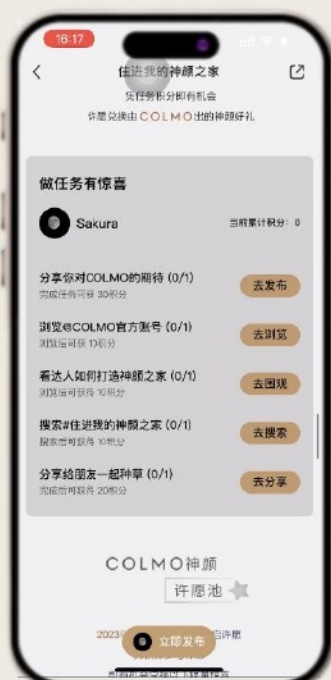 16:17
住进我的神颜之家
凭任务积分即有机会
许愿兑换由COLMO出的神颜好礼
做任务有惊喜
Sakura
当前累计积分：0
分享你对COLMO的期待 (0/1)
完成任务可获 30积分
去发布
浏览@COLMO官方账号 (0/1)
浏览后可获 10积分
去浏览
看达人如何打造神颜之家 (0/1)
浏览后可获得 10积分
去围观
搜索#住进我的神颜之家 (0/1)
搜索后可获得 10积分
去搜索
分享给朋友一起种草 (0/1)
完成后可获得 20积分
去分享
COLMO神颜
许愿池
2023
启许愿
立即发布